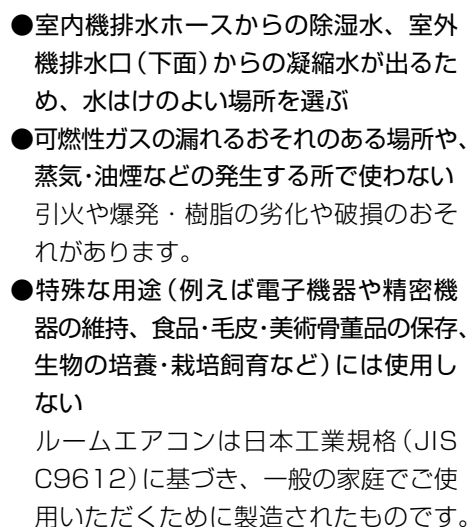 ●室内機排水ホースからの除湿水、室外
機排水口（下面）からの凝縮水が出るた
め、水はけのよい場所を選ぶ
●可燃性ガスの漏れるおそれのある場所や、
蒸気・油煙などの発生する所で使わない
引火や爆発・樹脂の劣化や破損のおそ
れがあります。
●特殊な用途（例えば電子機器や精密機
器の維持、食品・毛皮・美術骨董品の保存、
生物の培養・栽培飼育など）には使用し
ない
ルームエアコンは日本工業規格（JIS
C9612）に基づき、一般の家庭でご使
用いただくために製造されたものです。